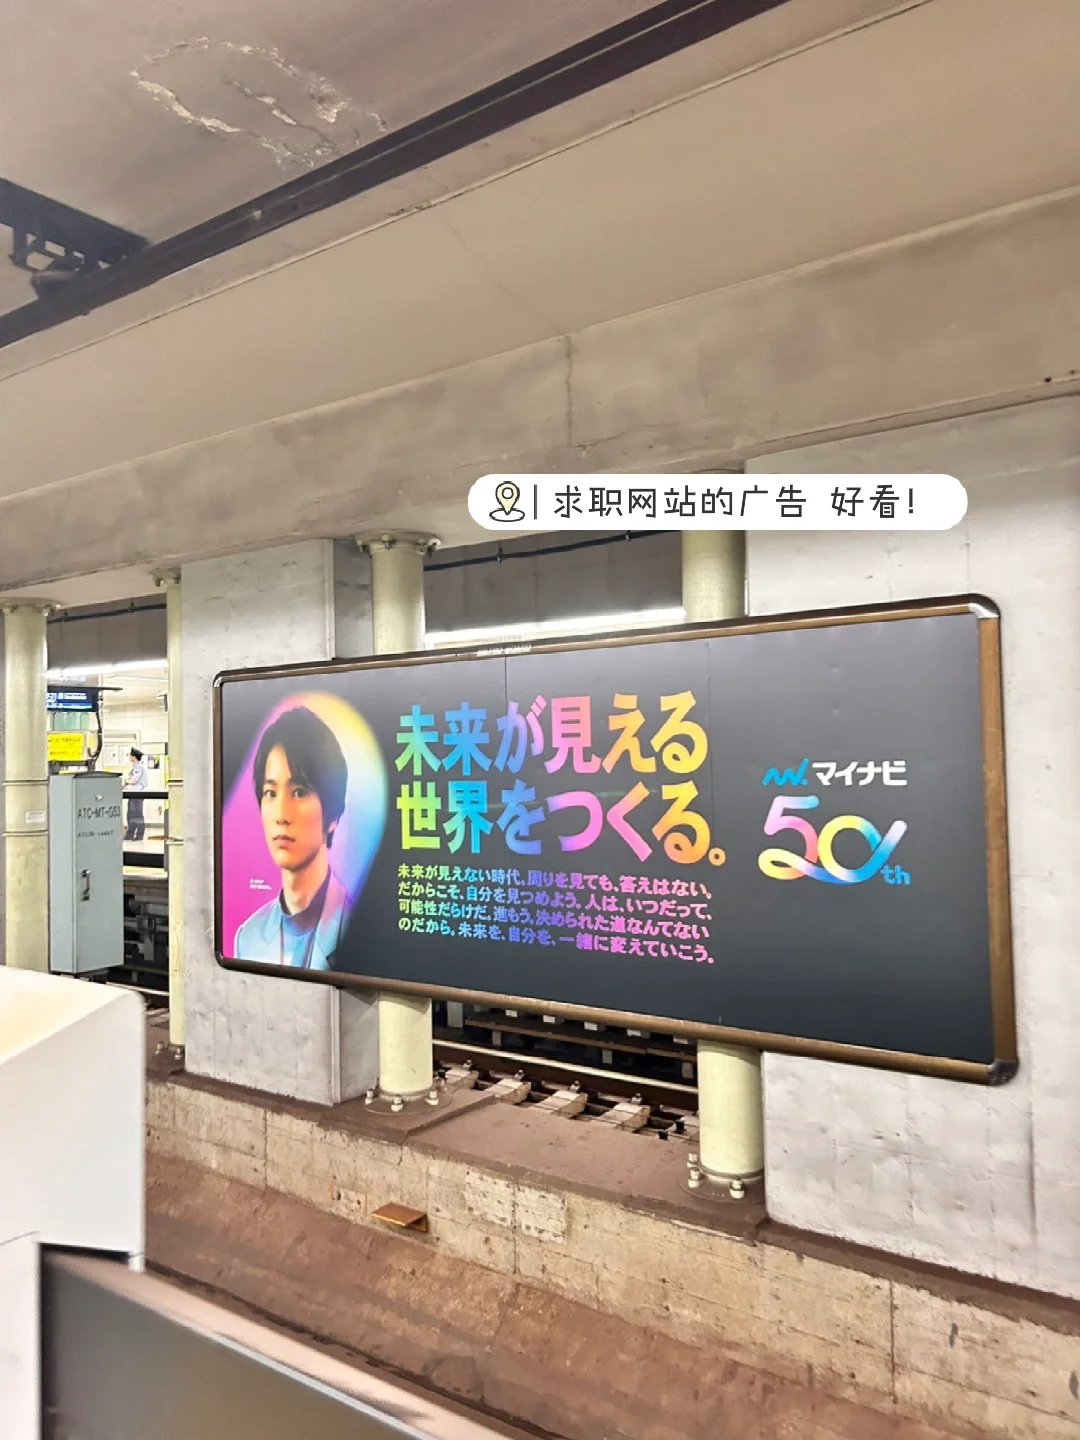 求职网站的广告 好看!
未来が見える
世界をつくる。
未来が見えない時代。周りを見ても、答えはない。
だからこそ、自分を見つめよう。人は、いつだって、
可能性だらけだ。進もう。決められた道なんてない
のだから。未来を、自分を、一緒に変えていこう。
マイナビ
50th
ATC-MT-G53